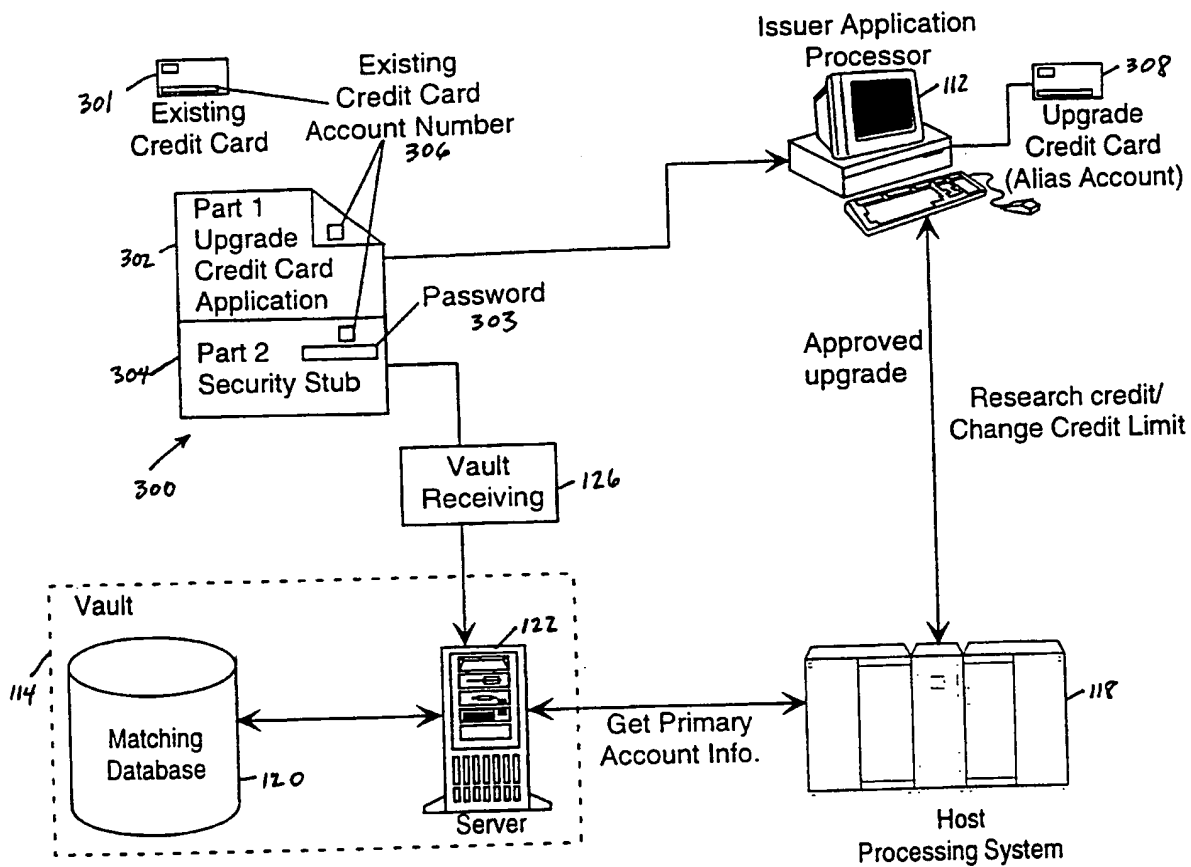 Issuer Application
Processor
112
308
Upgrade
Credit Card
(Alias Account)
301
Existing
Credit Card
Existing
Credit Card
Account Number
306
302
Part 1
Upgrade
Credit Card
Application
Password
303
304
Part 2
Security Stub
300
Approved
upgrade
Research credit/
Change Credit Limit
Vault
Receiving
126
Vault
114
Matching
Database
120
122
Server
Get Primary
Account Info.
118
Host
Processing System